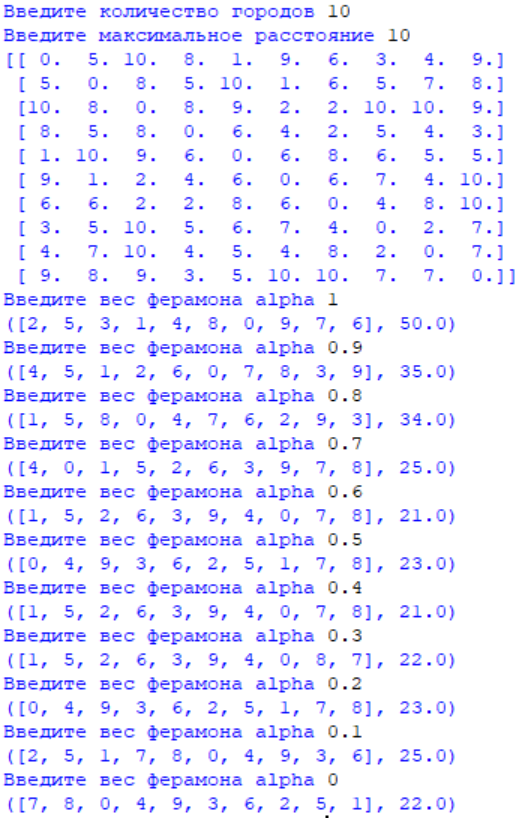 Введите количество городов 10
Введите максимальное расстояние 10
[[ 0.  5. 10.  8.  1.  9.  6.  3.  4.  9.]
 [ 5.  0.  8.  5. 10.  1.  6.  5.  7.  8.]
 [10.  8.  0.  8.  9.  2.  2. 10. 10.  9.]
 [ 8.  5.  8.  0.  6.  4.  2.  5.  4.  3.]
 [ 1. 10.  9.  6.  0.  6.  8.  6.  5.  5.]
 [ 9.  1.  2.  4.  6.  0.  6.  7.  4. 10.]
 [ 6.  6.  2.  2.  8.  6.  0.  4.  8. 10.]
 [ 3.  5. 10.  5.  6.  7.  4.  0.  2.  7.]
 [ 4.  7. 10.  4.  5.  4.  8.  2.  0.  7.]
 [ 9.  8.  9.  3.  5. 10. 10.  7.  7.  0.]]
Введите вес ферамона alpha 1
([2, 5, 3, 1, 4, 8, 0, 9, 7, 6], 50.0)
Введите вес ферамона alpha 0.9
([4, 5, 1, 2, 6, 0, 7, 8, 3, 9], 35.0)
Введите вес ферамона alpha 0.8
([1, 5, 8, 0, 4, 7, 6, 2, 9, 3], 34.0)
Введите вес ферамона alpha 0.7
([4, 0, 1, 5, 2, 6, 3, 9, 7, 8], 25.0)
Введите вес ферамона alpha 0.6
([1, 5, 2, 6, 3, 9, 4, 0, 7, 8], 21.0)
Введите вес ферамона alpha 0.5
([0, 4, 9, 3, 6, 2, 5, 1, 7, 8], 23.0)
Введите вес ферамона alpha 0.4
([1, 5, 2, 6, 3, 9, 4, 0, 7, 8], 21.0)
Введите вес ферамона alpha 0.3
([1, 5, 2, 6, 3, 9, 4, 0, 8, 7], 22.0)
Введите вес ферамона alpha 0.2
([0, 4, 9, 3, 6, 2, 5, 1, 7, 8], 23.0)
Введите вес ферамона alpha 0.1
([2, 5, 1, 7, 8, 0, 4, 9, 3, 6], 25.0)
Введите вес ферамона alpha 0
([7, 8, 0, 4, 9, 3, 6, 2, 5, 1], 22.0)